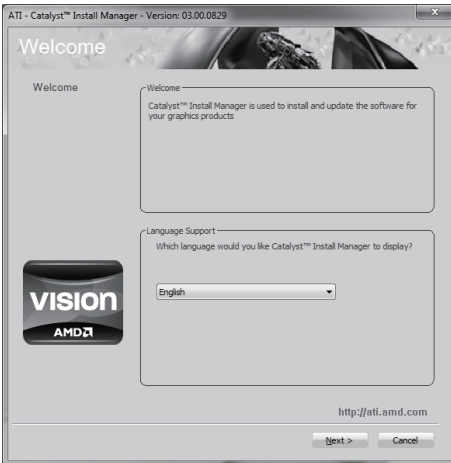 ATI - Catalyst™ Install Manager - Version: 03.00.0829
x
Welcome
Welcome
Welcome
Catalyst™ Install Manager is used to install and update the software for
your graphics products
Language Support
Which language would you like Catalyst™ Install Manager to display?
English
VISION
AMD
http://ati.amd.com
Next >
Cancel